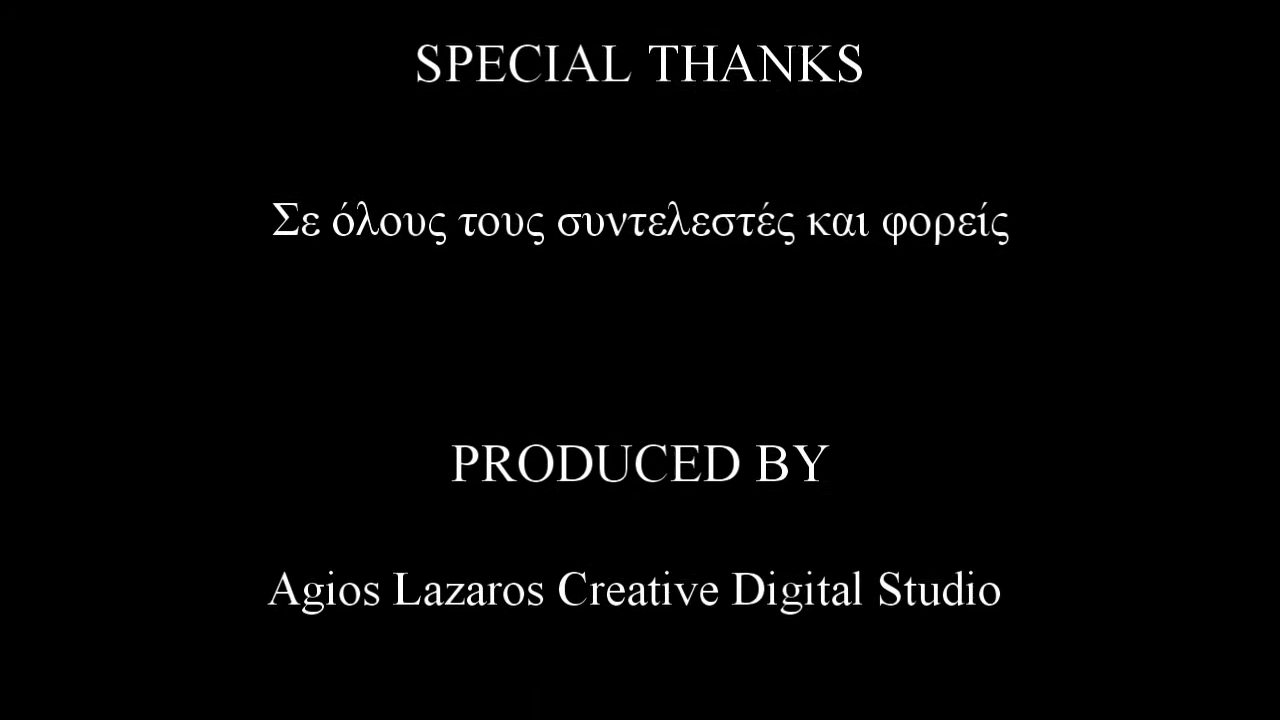 SPECIAL THANKS
Σε όλους τους συντελεστές και φορείς
PRODUCED BY
Agios Lazaros Creative Digital Studio